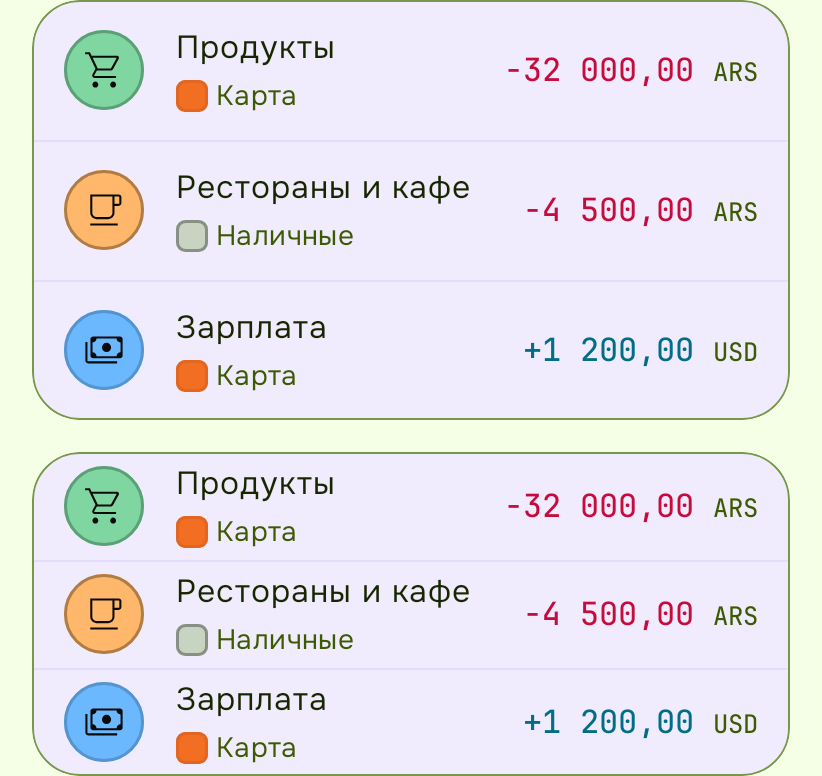 Продукты
-32 000,00 ARS
Карта
Рестораны и кафе
-4 500,00 ARS
Наличные
Зарплата
+1 200,00 USD
Карта
Продукты
-32 000,00 ARS
Карта
Рестораны и кафе
-4 500,00 ARS
Наличные
Зарплата
+1 200,00 USD
Карта